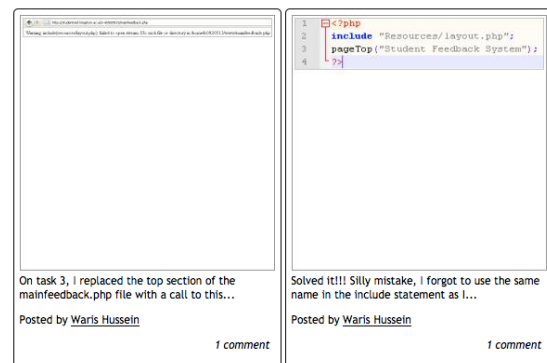 1 <?php
2 include "Resources/layout.php";
3 pageTop("Student Feedback System");
4 ?>
On task 3, I replaced the top section of the
mainfeedback.php file with a call to this...
Posted by Waris Hussein
1 comment
Solved it!!! Silly mistake, I forgot to use the same
name in the include statement as I...
Posted by Waris Hussein
1 comment